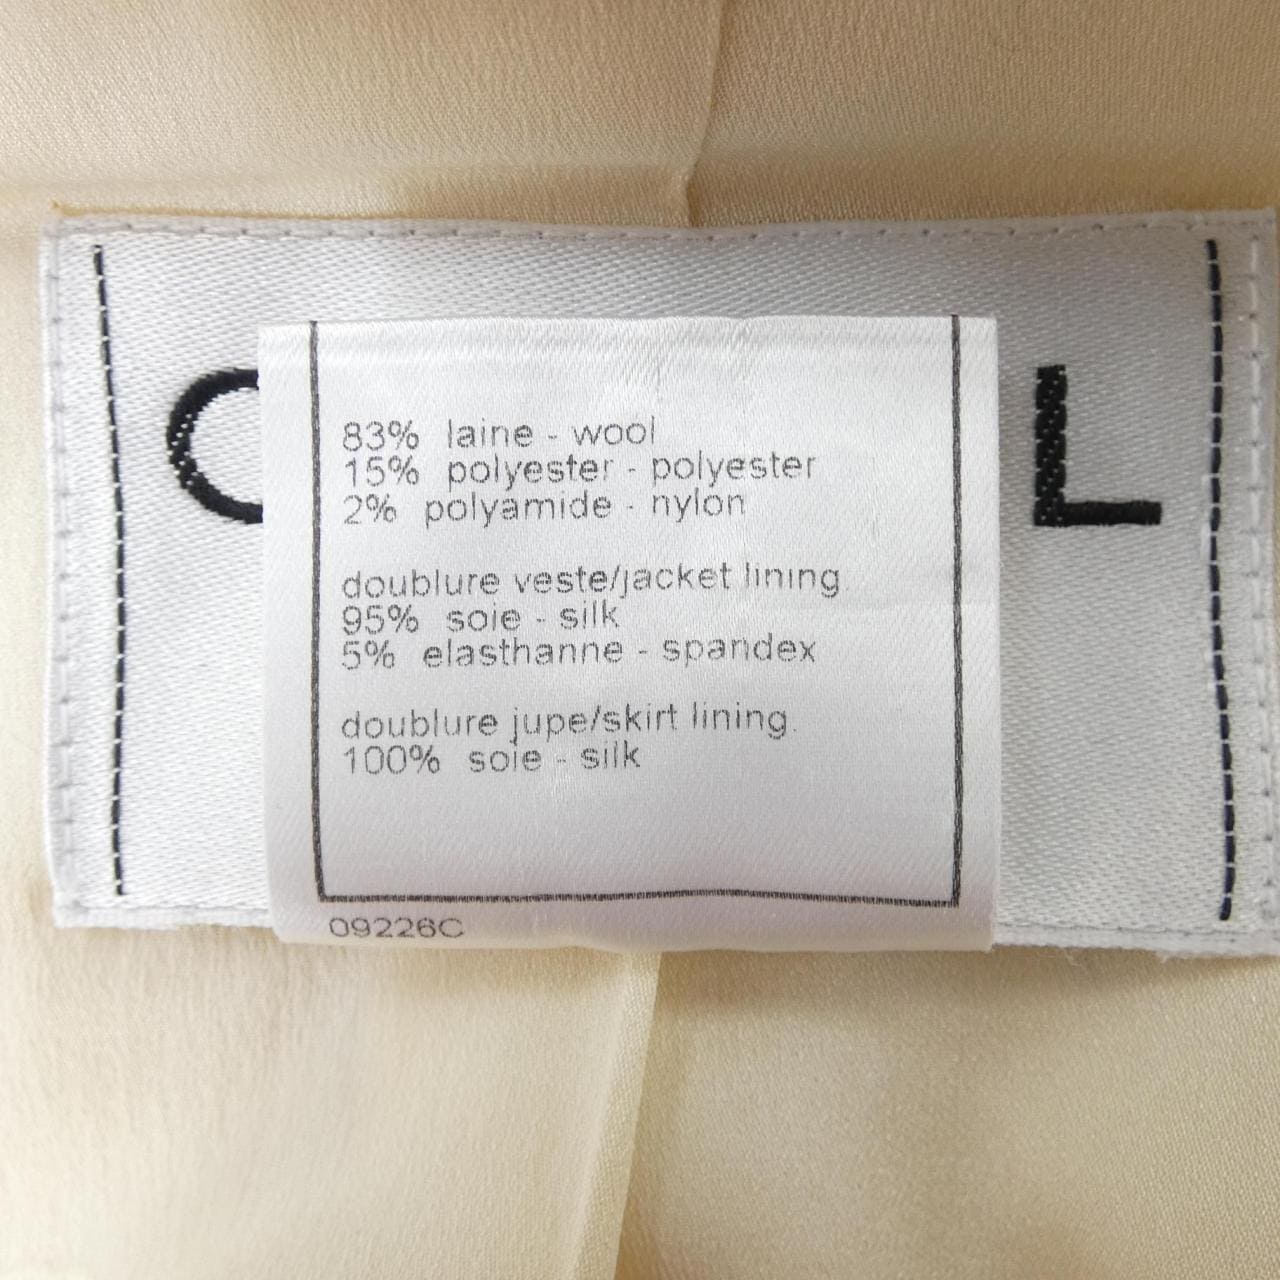 C L
83% laine - wool
15% polyester - polyester
2% polyamide - nylon
doublure veste/jacket lining.
95% soie - silk
5% elasthanne - spandex
doublure jupe/skirt lining.
100% soie - silk
09226C